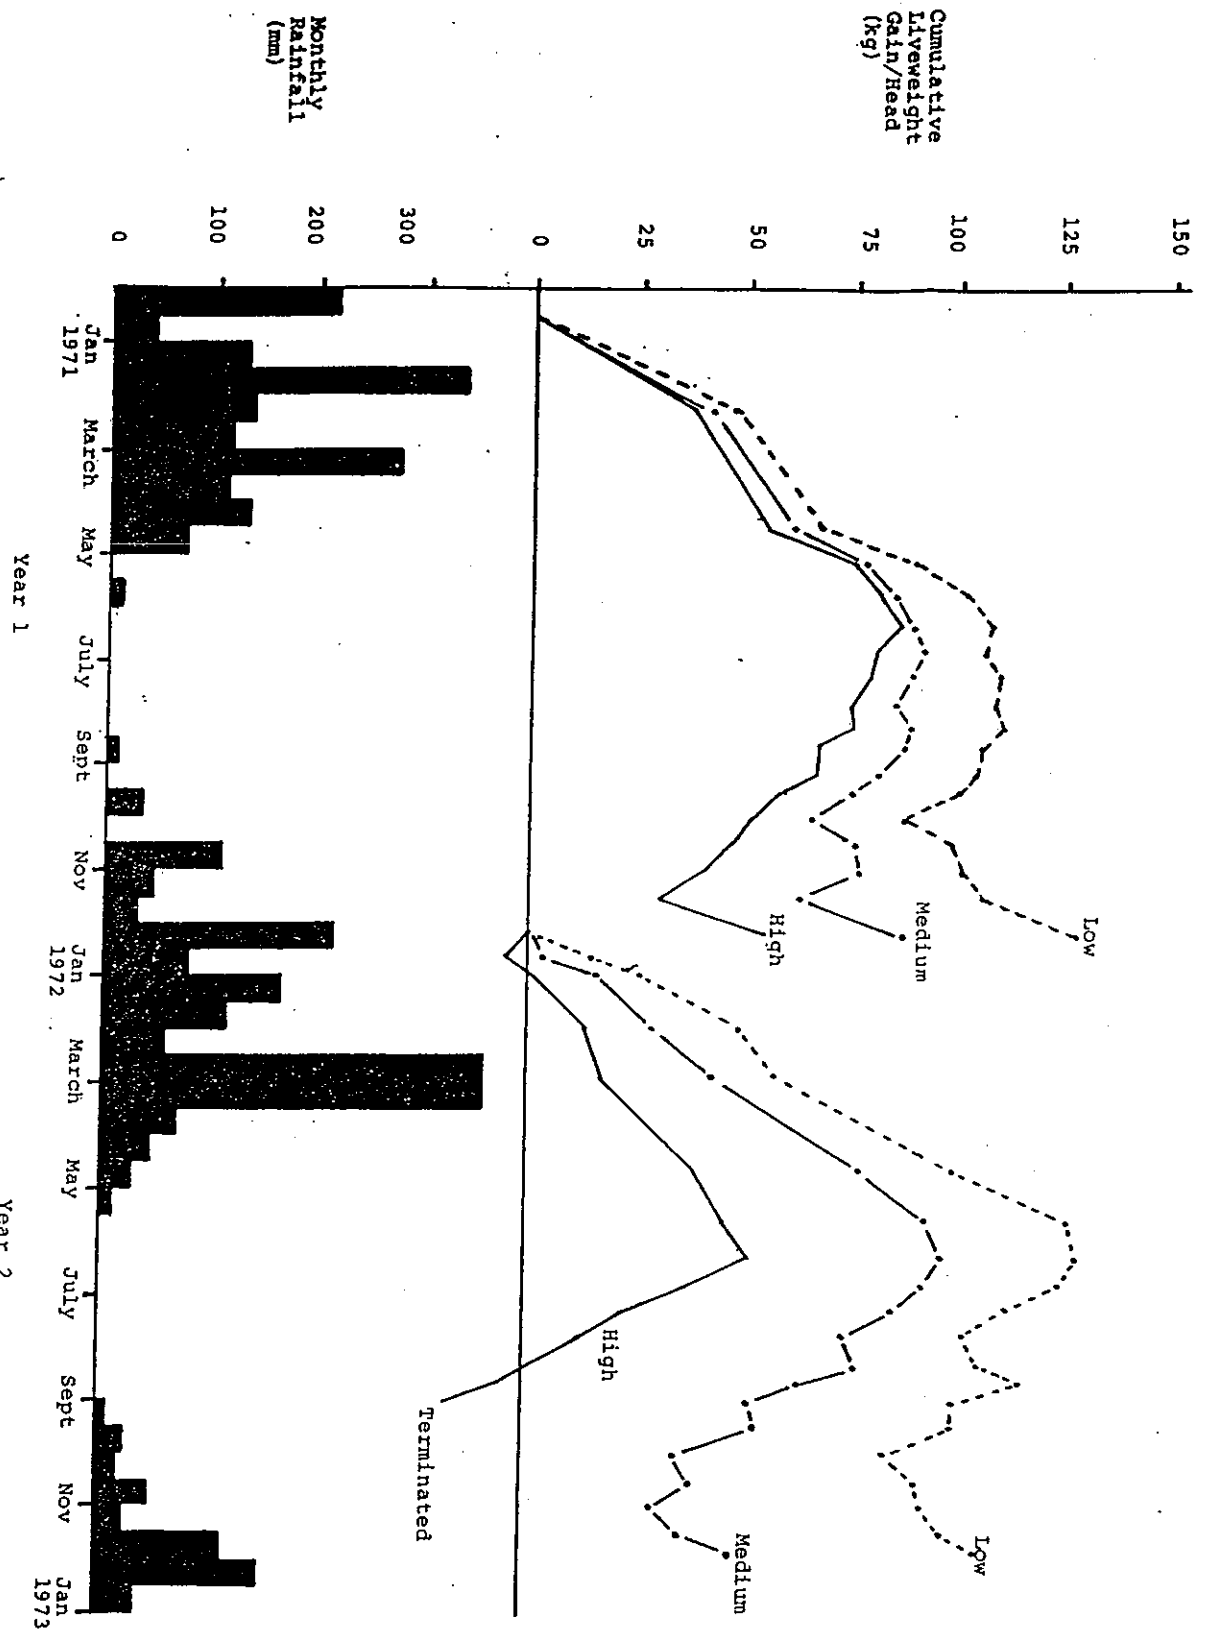 Cumulative
Liveweight
Gain/Head
(kg)
150
125
100
75
50
25
0
Low
Medium
High
Low
Medium
High
Terminated
Monthly
Rainfall
(mm)
300
200
100
0
Jan
1971
March
May
July
Sept
Nov
Jan
1972
March
May
July
Sept
Nov
Jan
1973
Year 1
Year 2